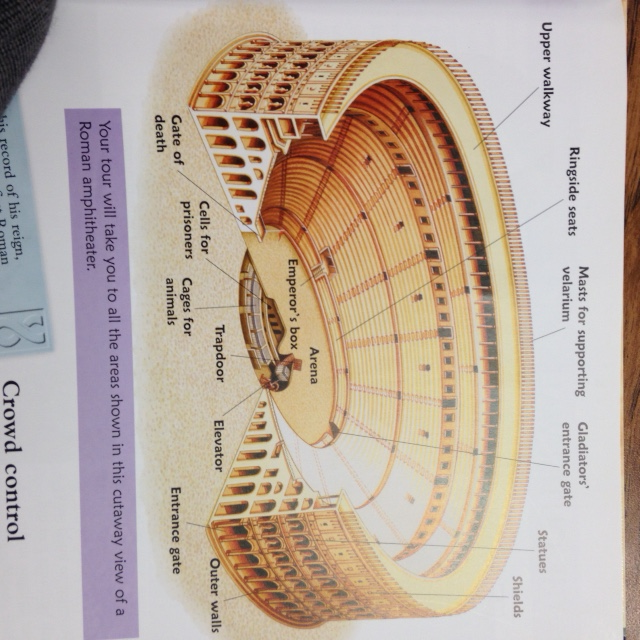 Upper walkway
Ringside seats
Masts for supporting
velarium
Gladiators'
entrance gate
Statues
Shields
Gate of
death
Cells for
prisoners
Cages for
animals
Emperor's box
Arena
Trapdoor
Elevator
Entrance gate
Outer walls
Your tour will take you to all the areas shown in this cutaway view of a
Roman amphitheater.
his record of his reign,
Roman
Crowd control